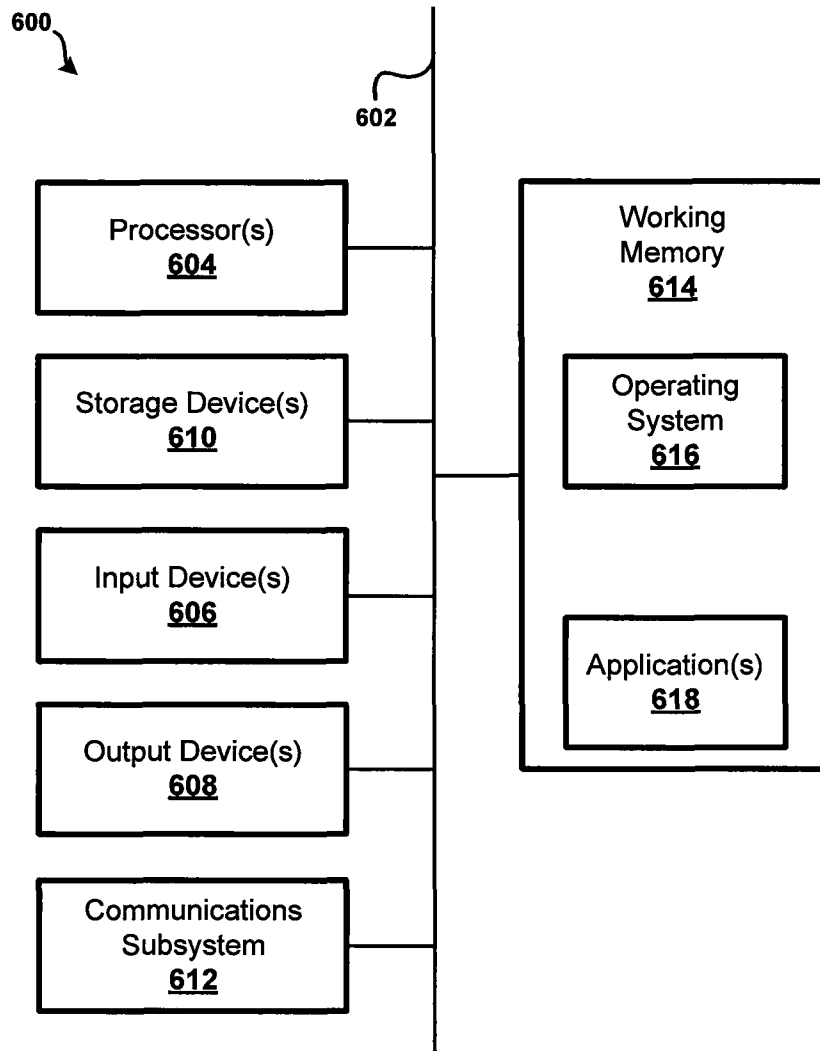 600
602
Processor(s)
604
Storage Device(s)
610
Input Device(s)
606
Output Device(s)
608
Communications
Subsystem
612
Working
Memory
614
Operating
System
616
Application(s)
618